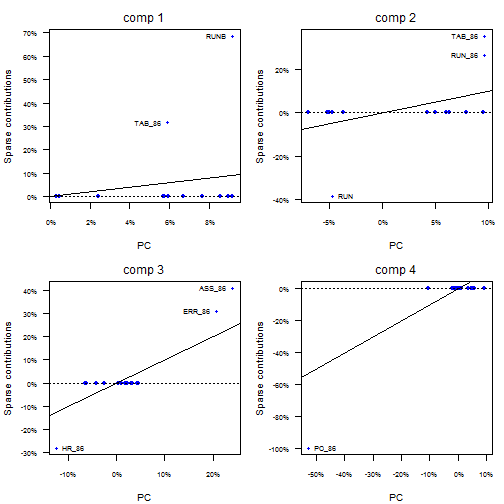 comp 1
70%
60%
50%
40%
30%
20%
10%
0%
Sparse contributions
RUNB
TAB_86
0%
2%
4%
6%
8%
PC
comp 2
20%
0%
-20%
-40%
Sparse contributions
TAB_86
RUN_86
RUN
-5%
0%
5%
10%
PC
comp 3
40%
30%
20%
10%
0%
-10%
-20%
-30%
Sparse contributions
ASS_86
ERR_86
HR_86
-10%
0%
10%
20%
PC
comp 4
0%
-20%
-40%
-60%
-80%
-100%
Sparse contributions
PO_86
-50%
-40%
-30%
-20%
-10%
0%
10%
PC